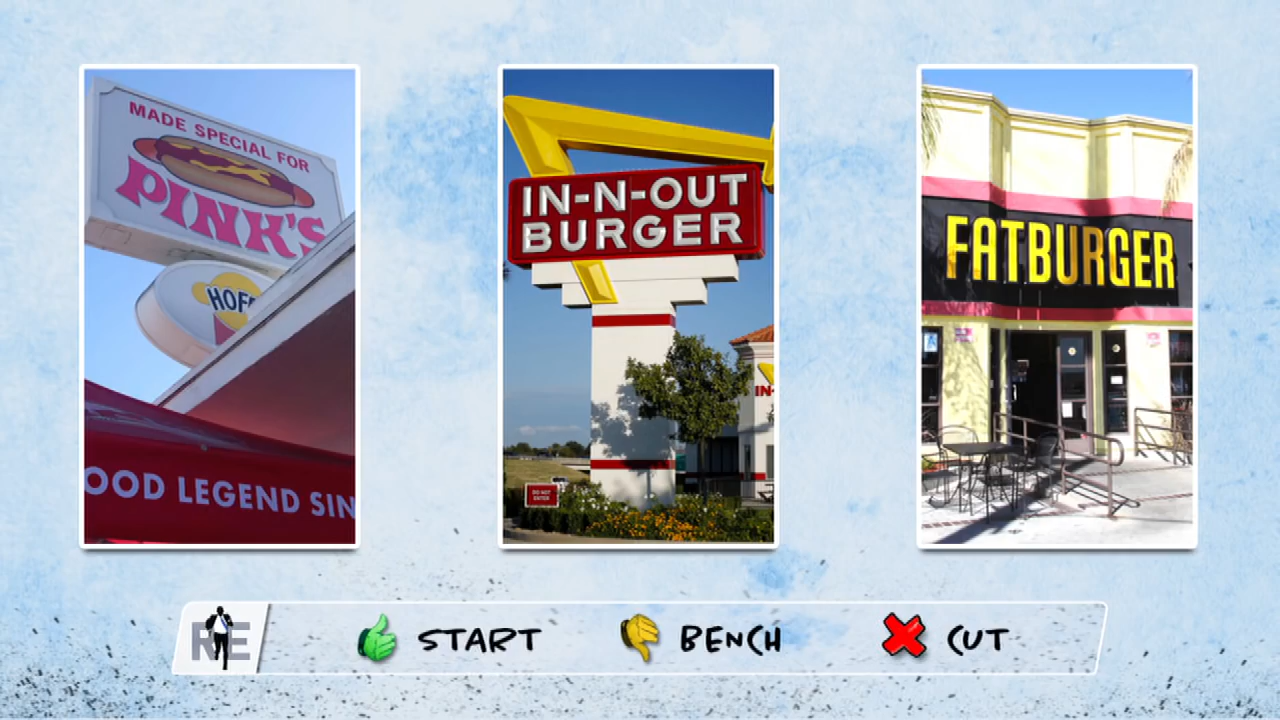 MADE SPECIAL FOR
PINK'S
HOFF
OOD LEGEND SIN
IN-N-OUT
BURGER
DO NOT
ENTER
IN-
FATBURGER
A
RE
START
BENCH
CUT